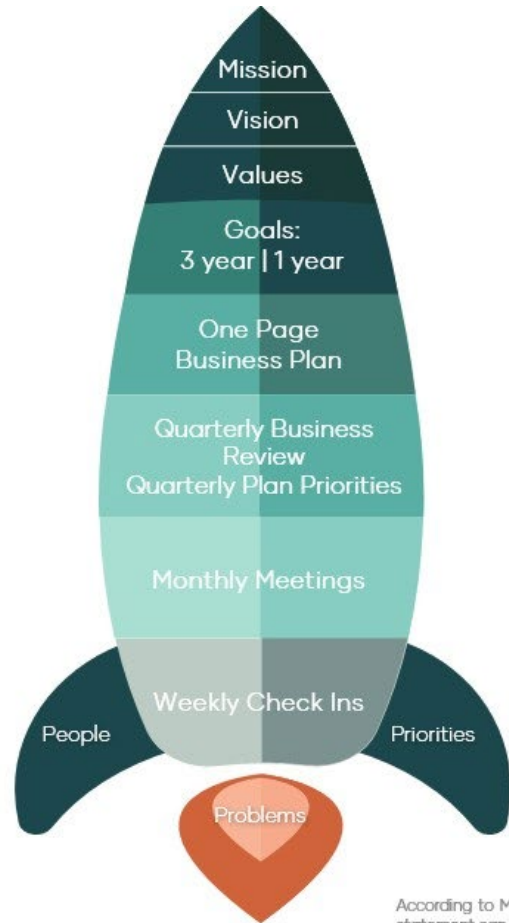 Mission
Vision
Values
Goals:
3 year | 1 year
One Page
Business Plan
Quarterly Business
Review
Quarterly Plan Priorities
Monthly Meetings
Weekly Check Ins
People
Priorities
Problems
According to M